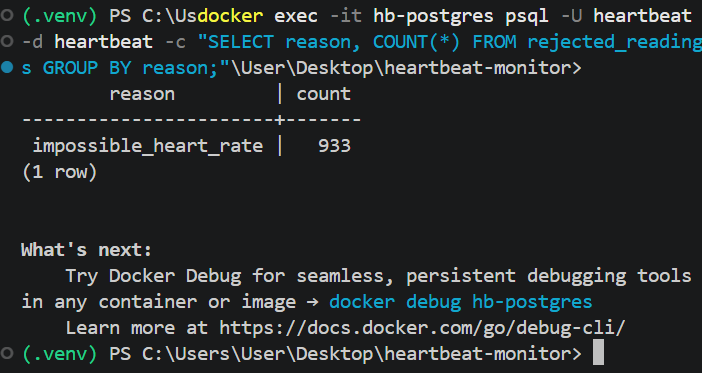 (.venv) PS C:\Usdocker exec -it hb-postgres psql -U heartbeat
-d heartbeat -c "SELECT reason, COUNT(*) FROM rejected_reading
s GROUP BY reason;"\User\Desktop\heartbeat-monitor>
reason | count
-----------------------+-------
impossible_heart_rate | 933
(1 row)
What's next:
Try Docker Debug for seamless, persistent debugging tools
in any container or image → docker debug hb-postgres
Learn more at https://docs.docker.com/go/debug-cli/
(.venv) PS C:\Users\User\Desktop\heartbeat-monitor>